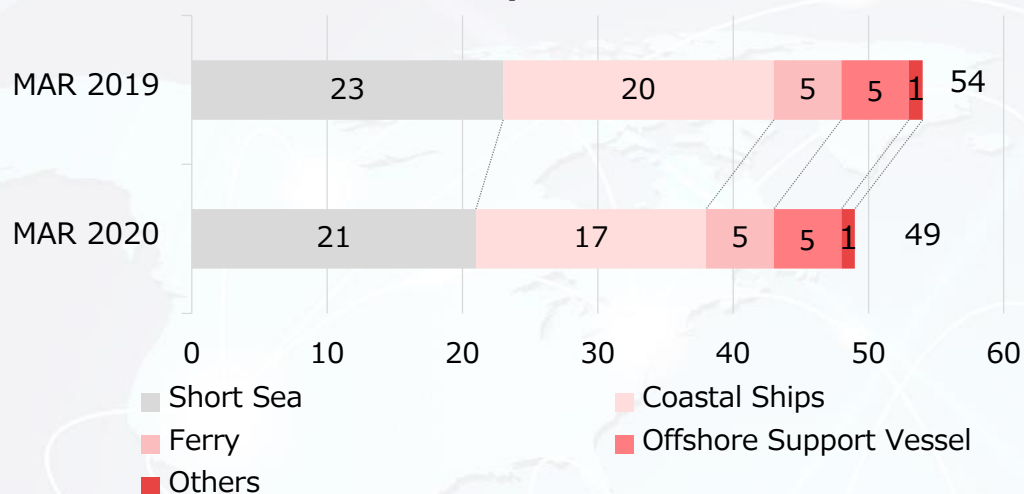 MAR 2019 23 20 5 5 1 54
MAR 2020 21 17 5 5 1 49
0 10 20 30 40 50 60
Short Sea Coastal Ships
Ferry Offshore Support Vessel
Others